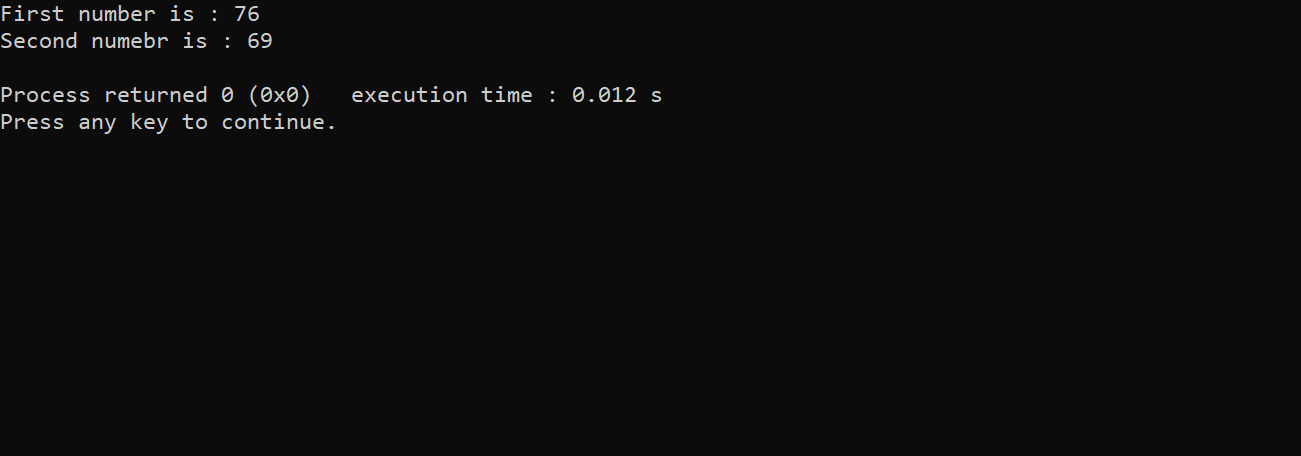 First number is : 76
Second numebr is : 69
Process returned 0 (0x0)   execution time : 0.012 s
Press any key to continue.